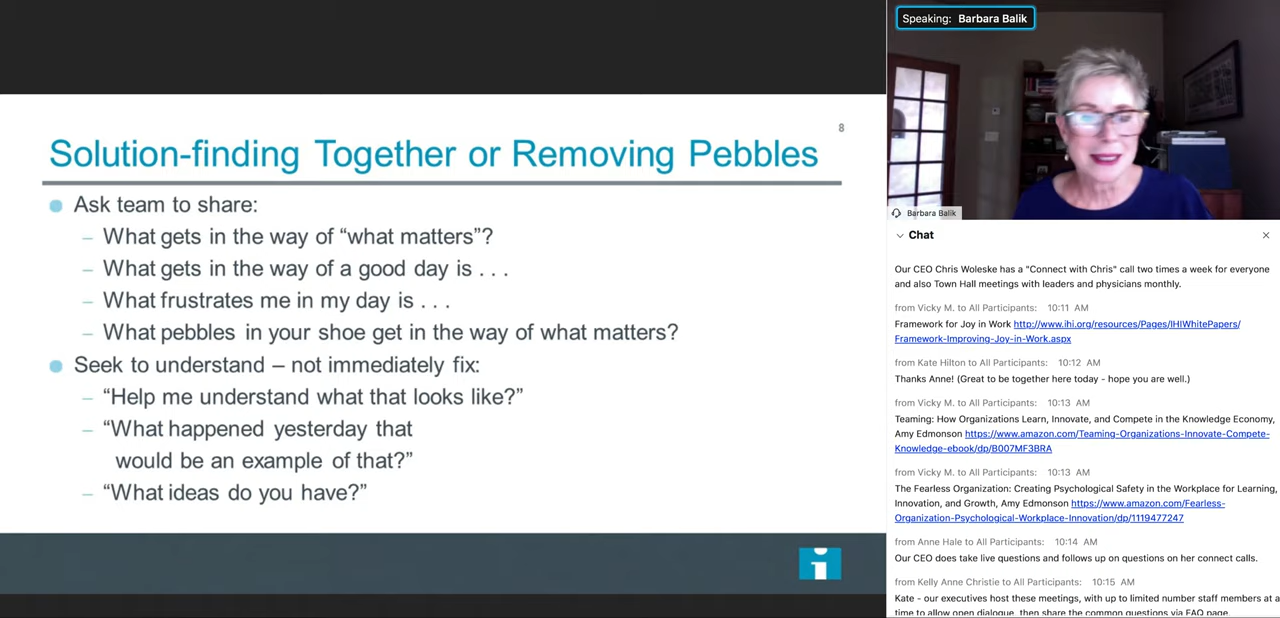 8
Solution-finding Together or Removing Pebbles
Ask team to share:
– What gets in the way of “what matters”?
– What gets in the way of a good day is . . .
– What frustrates me in my day is . . .
– What pebbles in your shoe get in the way of what matters?
Seek to understand – not immediately fix:
– “Help me understand what that looks like?”
– “What happened yesterday that
would be an example of that?”
– “What ideas do you have?”
i
Speaking: Barbara Balik
Barbara Balik
Chat
Our CEO Chris Woleske has a "Connect with Chris" call two times a week for everyone
and also Town Hall meetings with leaders and physicians monthly.
from Vicky M. to All Participants: 10:11 AM
Framework for Joy in Work http://www.ihi.org/resources/Pages/IHIWhitePapers/
Framework-Improving-Joy-in-Work.aspx
from Kate Hilton to All Participants: 10:12 AM
Thanks Anne! (Great to be together here today - hope you are well.)
from Vicky M. to All Participants: 10:13 AM
Teaming: How Organizations Learn, Innovate, and Compete in the Knowledge Economy,
Amy Edmonson https://www.amazon.com/Teaming-Organizations-Innovate-Compete-
Knowledge-ebook/dp/B007MF3BRA
from Vicky M. to All Participants: 10:13 AM
The Fearless Organization: Creating Psychological Safety in the Workplace for Learning,
Innovation, and Growth, Amy Edmonson https://www.amazon.com/Fearless-
Organization-Psychological-Workplace-Innovation/dp/1119477247
from Anne Hale to All Participants: 10:14 AM
Our CEO does take live questions and follows up on questions on her connect calls.
from Kelly Anne Christie to All Participants: 10:15 AM
Kate - our executives host these meetings, with up to limited number staff members at a
time to allow open dialogue, then share the common questions via FAQ page.